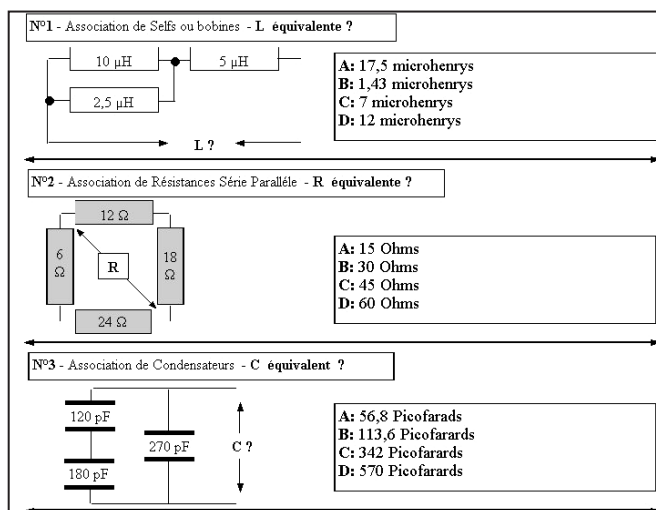 N°1 - Association de Selfs ou bobines - L équivalente ?
10 µH
5 µH
2,5 µH
L ?
A: 17,5 microhenrys
B: 1,43 microhenrys
C: 7 microhenrys
D: 12 microhenrys
N°2 - Association de Résistances Série Paralléle - R équivalente ?
12 Ω
6
Ω
R
18
Ω
24 Ω
A: 15 Ohms
B: 30 Ohms
C: 45 Ohms
D: 60 Ohms
N°3 - Association de Condensateurs - C équivalent ?
120 pF
270 pF
C ?
180 pF
A: 56,8 Picofarads
B: 113,6 Picofarards
C: 342 Picofarards
D: 570 Picofarards